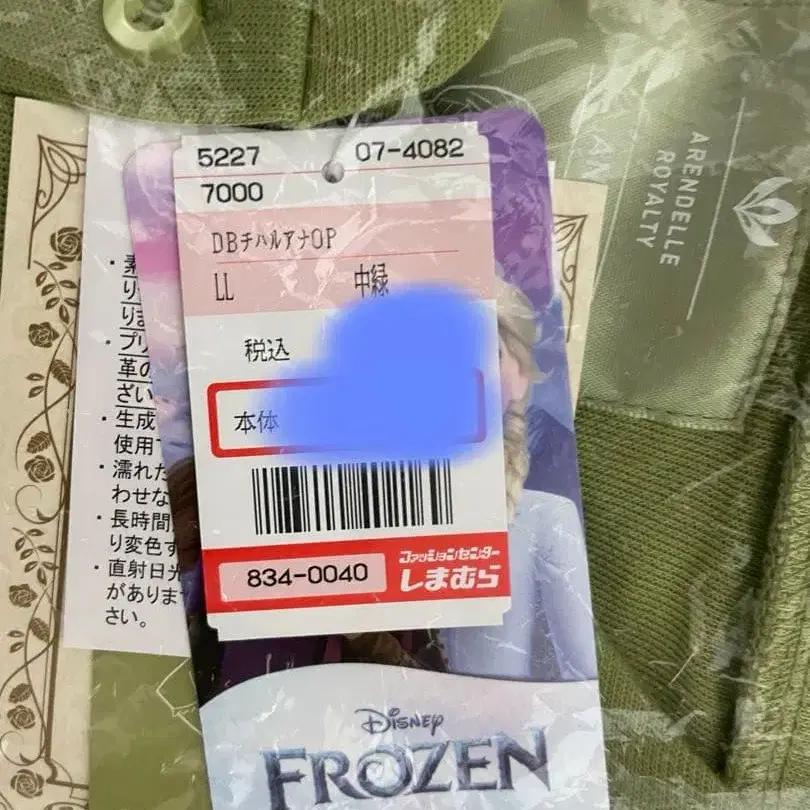 5227 07-4082
7000
DBチハルアナOP
LL 中緑
税込
本体
834-0040
ファッションセンター
しまむら
・素
り
りま
・プリ
革の
ざい
・生成
使用
・濡れた
わせな
・長時間
り変色す
・直射日光
がありま
さい。
ARENDELLE
ROYALTY
AN
Disney
FROZEN